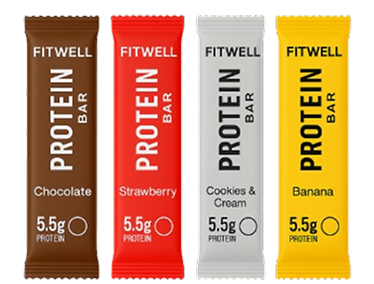 FITWELL
PROTEIN
BAR
Chocolate
5.5g
PROTEIN
FITWELL
PROTEIN
BAR
Strawberry
5.5g
PROTEIN
FITWELL
PROTEIN
BAR
Cookies &
Cream
5.5g
PROTEIN
FITWELL
PROTEIN
BAR
Banana
5.5g
PROTEIN